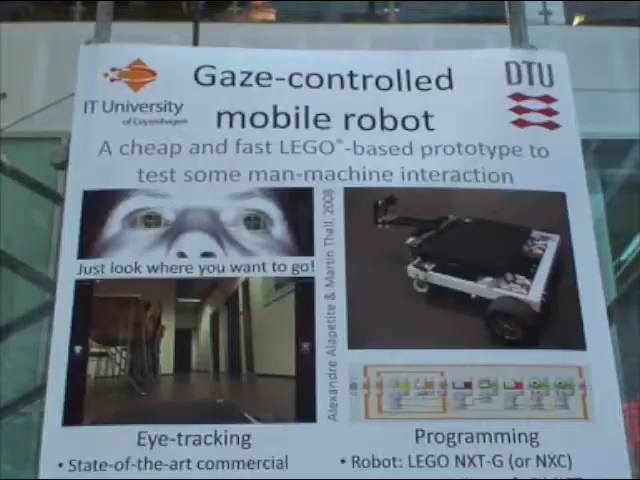 Gaze-controlled
mobile robot
IT University
of Copenhagen
DTU
A cheap and fast LEGO®-based prototype to
test some man-machine interaction
Just look where you want to go!
Alexandre Alapetite & Martin Thall, 2008
Eye-tracking
• State-of-the-art commercial
Programming
• Robot: LEGO NXT-G (or NXC)